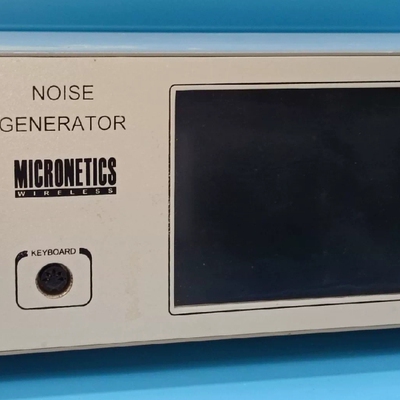 NOISE
GENERATOR
MICRONETICS
WIRELESS
KEYBOARD